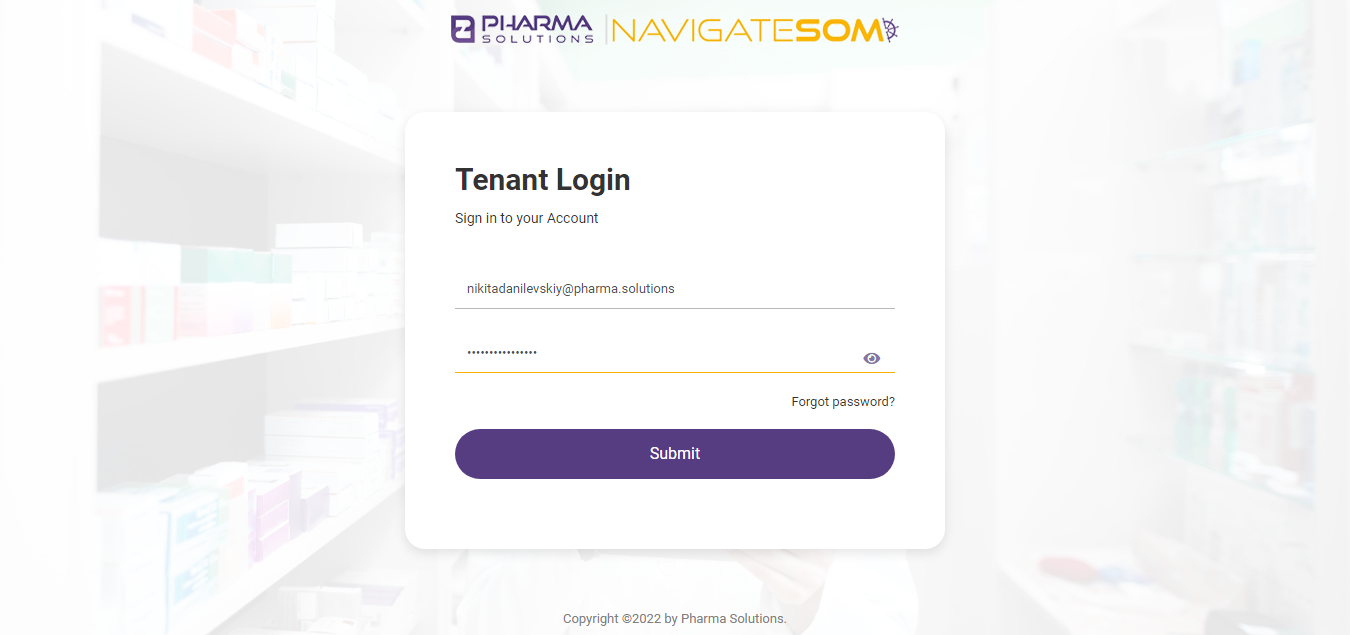 PHARMA SOLUTIONS NAVIGATESOM
Tenant Login
Sign in to your Account
nikitadanilevskiy@pharma.solutions
••••••••••••••••
Forgot password?
Submit
Copyright ©2022 by Pharma Solutions.